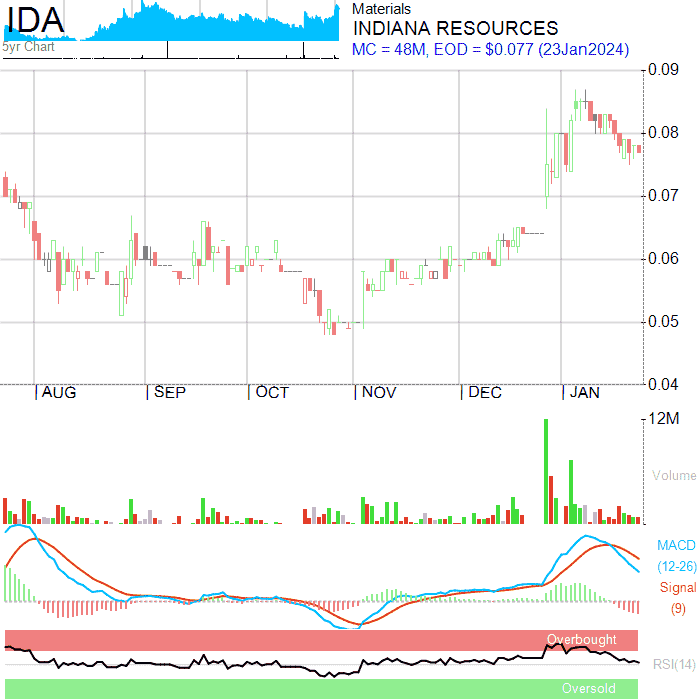 IDA
5yr Chart
Materials
INDIANA RESOURCES
MC = 48M, EOD = $0.077 (23Jan2024)
0.09
0.08
0.07
0.06
0.05
0.04
AUG SEP OCT NOV DEC JAN
12M
Volume
MACD
(12-26)
Signal
(9)
Overbought
RSI(14)
Oversold